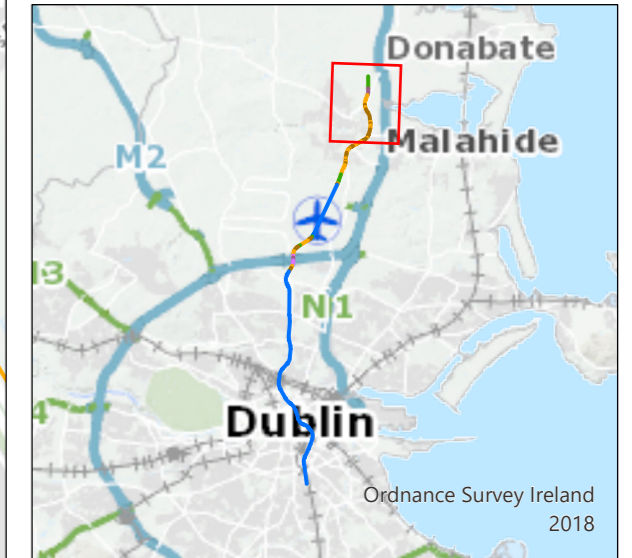 Donabate
Malahide
M2
N1
Dublin
Ordnance Survey Ireland
2018